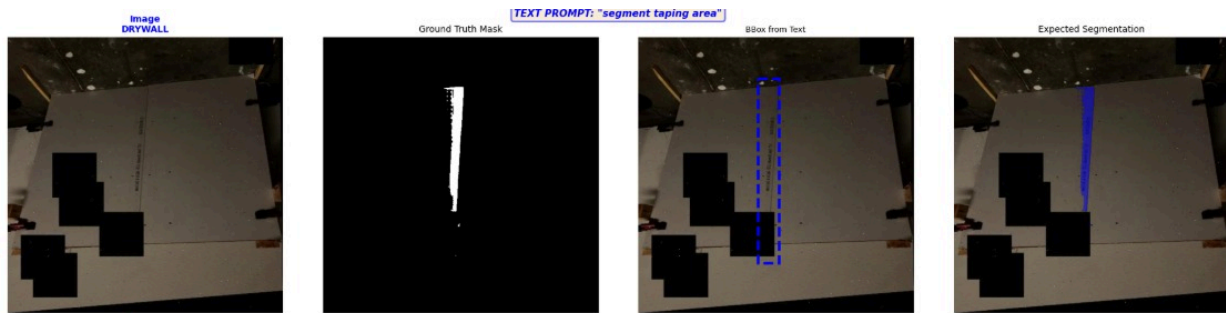 TEXT PROMPT: "segment taping area"
Image
DRYWALL
Ground Truth Mask
BBox from Text
Expected Segmentation